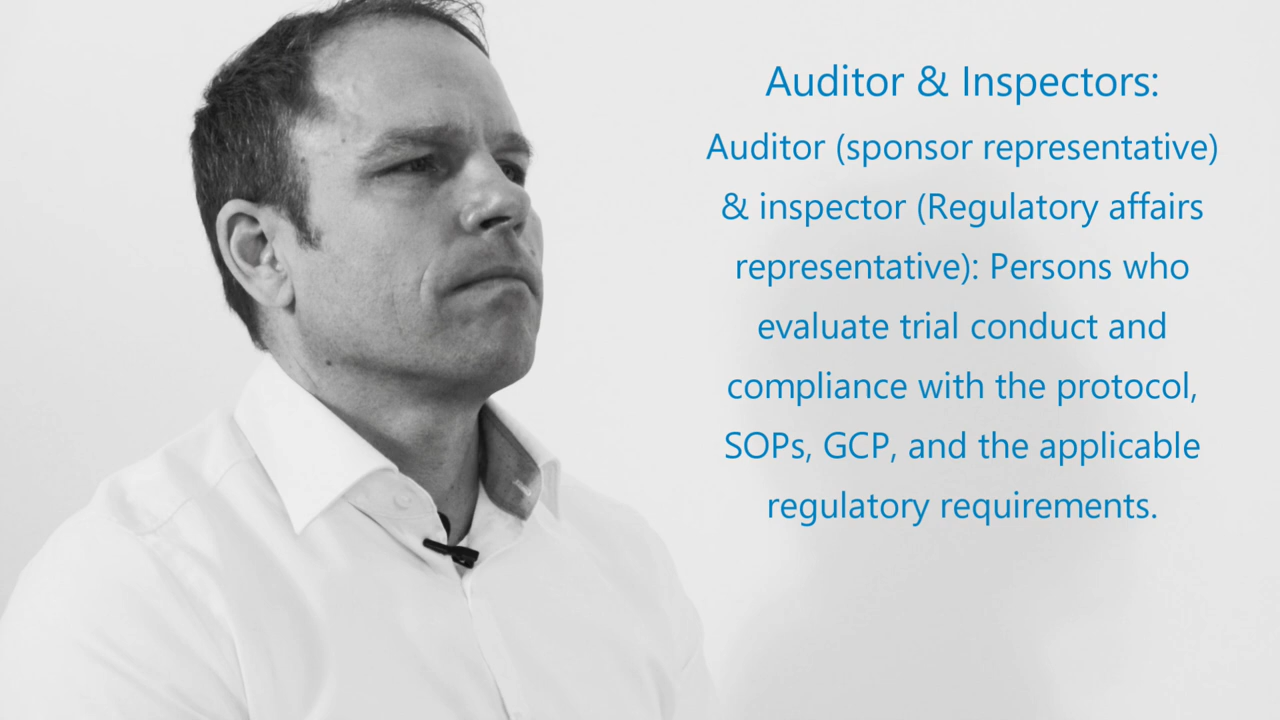 Auditor & Inspectors:
Auditor (sponsor representative)
& inspector (Regulatory affairs
representative): Persons who
evaluate trial conduct and
compliance with the protocol,
SOPs, GCP, and the applicable
regulatory requirements.